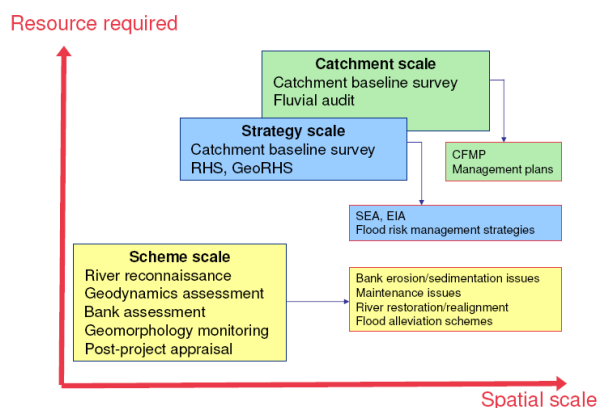 Resource required
Catchment scale
Catchment baseline survey
Fluvial audit
Strategy scale
Catchment baseline survey
RHS, GeoRHS
CFMP
Management plans
SEA, EIA
Flood risk management strategies
Scheme scale
River reconnaissance
Geodynamics assessment
Bank assessment
Geomorphology monitoring
Post-project appraisal
Bank erosion/sedimentation issues
Maintenance issues
River restoration/realignment
Flood alleviation schemes
Spatial scale